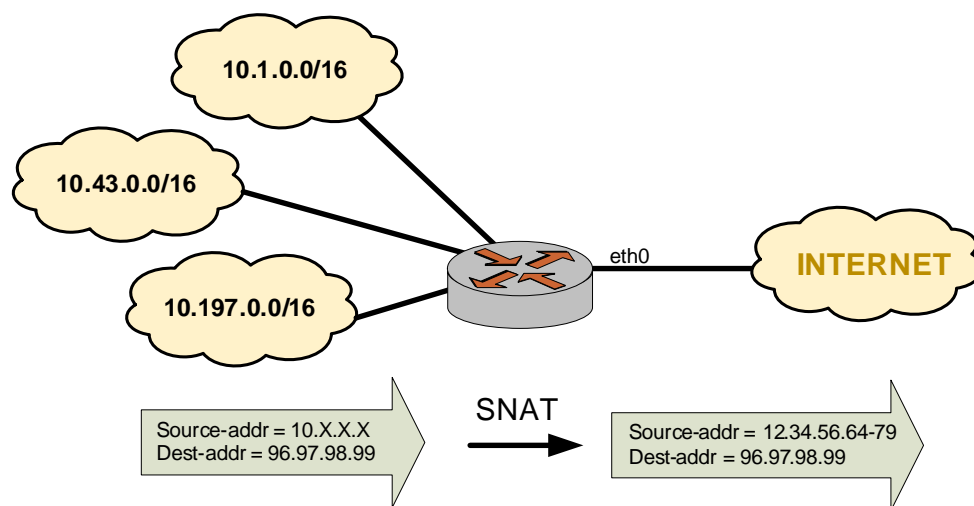 10.1.0.0/16
10.43.0.0/16
10.197.0.0/16
eth0
INTERNET
Source-addr = 10.X.X.X
Dest-addr = 96.97.98.99
SNAT
Source-addr = 12.34.56.64-79
Dest-addr = 96.97.98.99